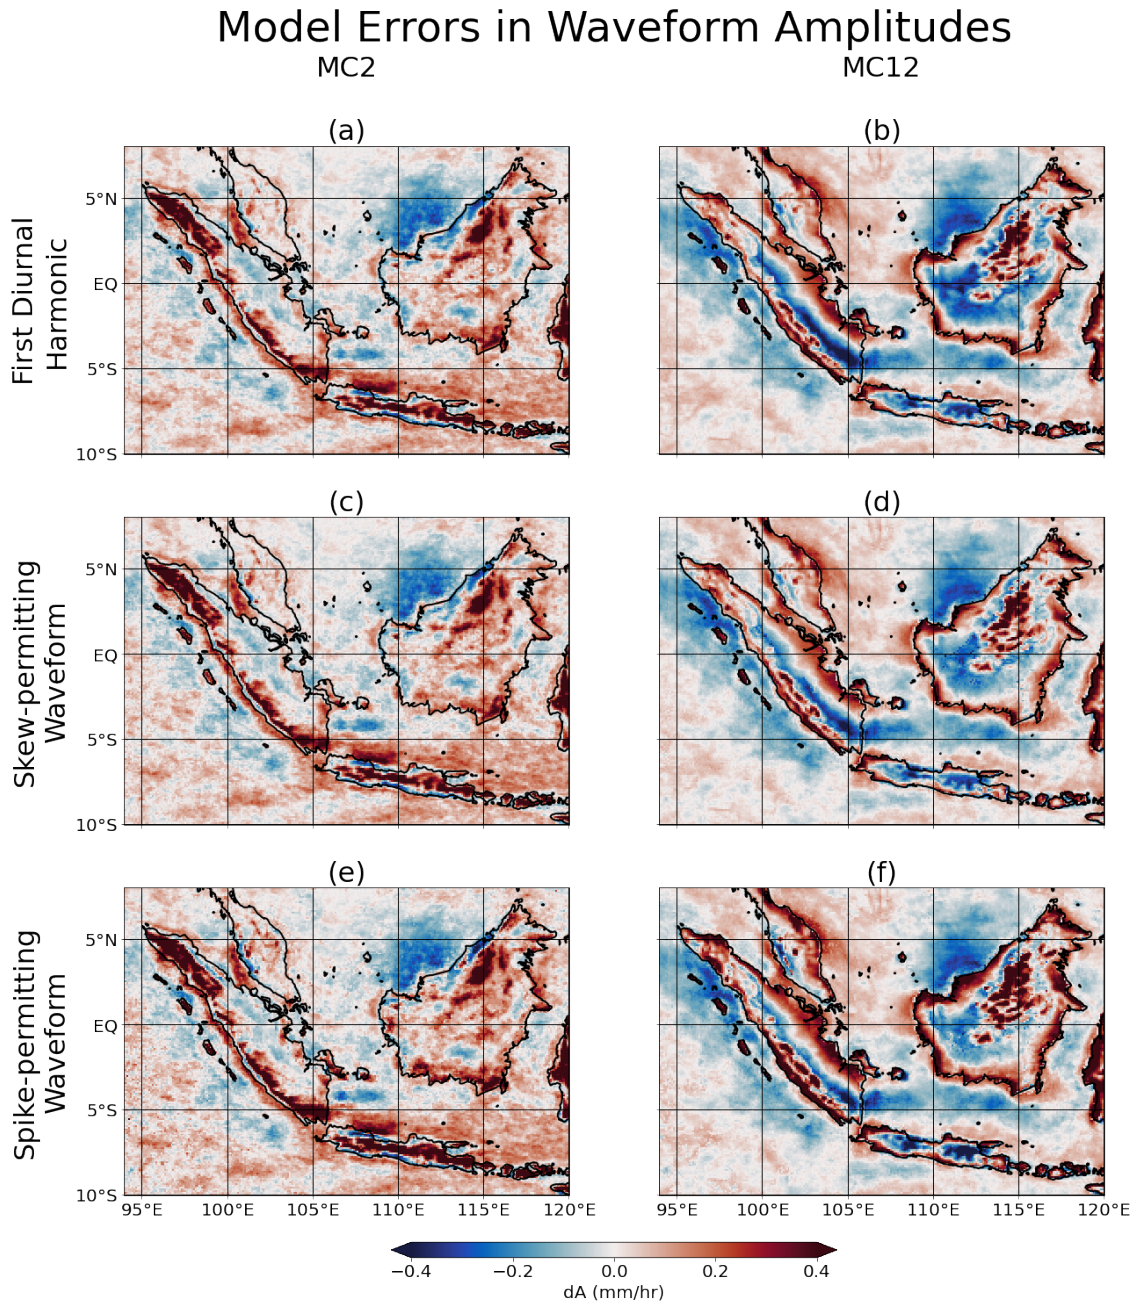 Model Errors in Waveform Amplitudes
MC2
MC12
(a)
(b)
First Diurnal
Harmonic
5°N
EQ
5°S
10°S
(c)
(d)
Skew-permitting
Waveform
5°N
EQ
5°S
10°S
(e)
(f)
Spike-permitting
Waveform
5°N
EQ
5°S
10°S
95°E 100°E 105°E 110°E 115°E 120°E
95°E 100°E 105°E 110°E 115°E 120°E
−0.4 −0.2 0.0 0.2 0.4
dA (mm/hr)